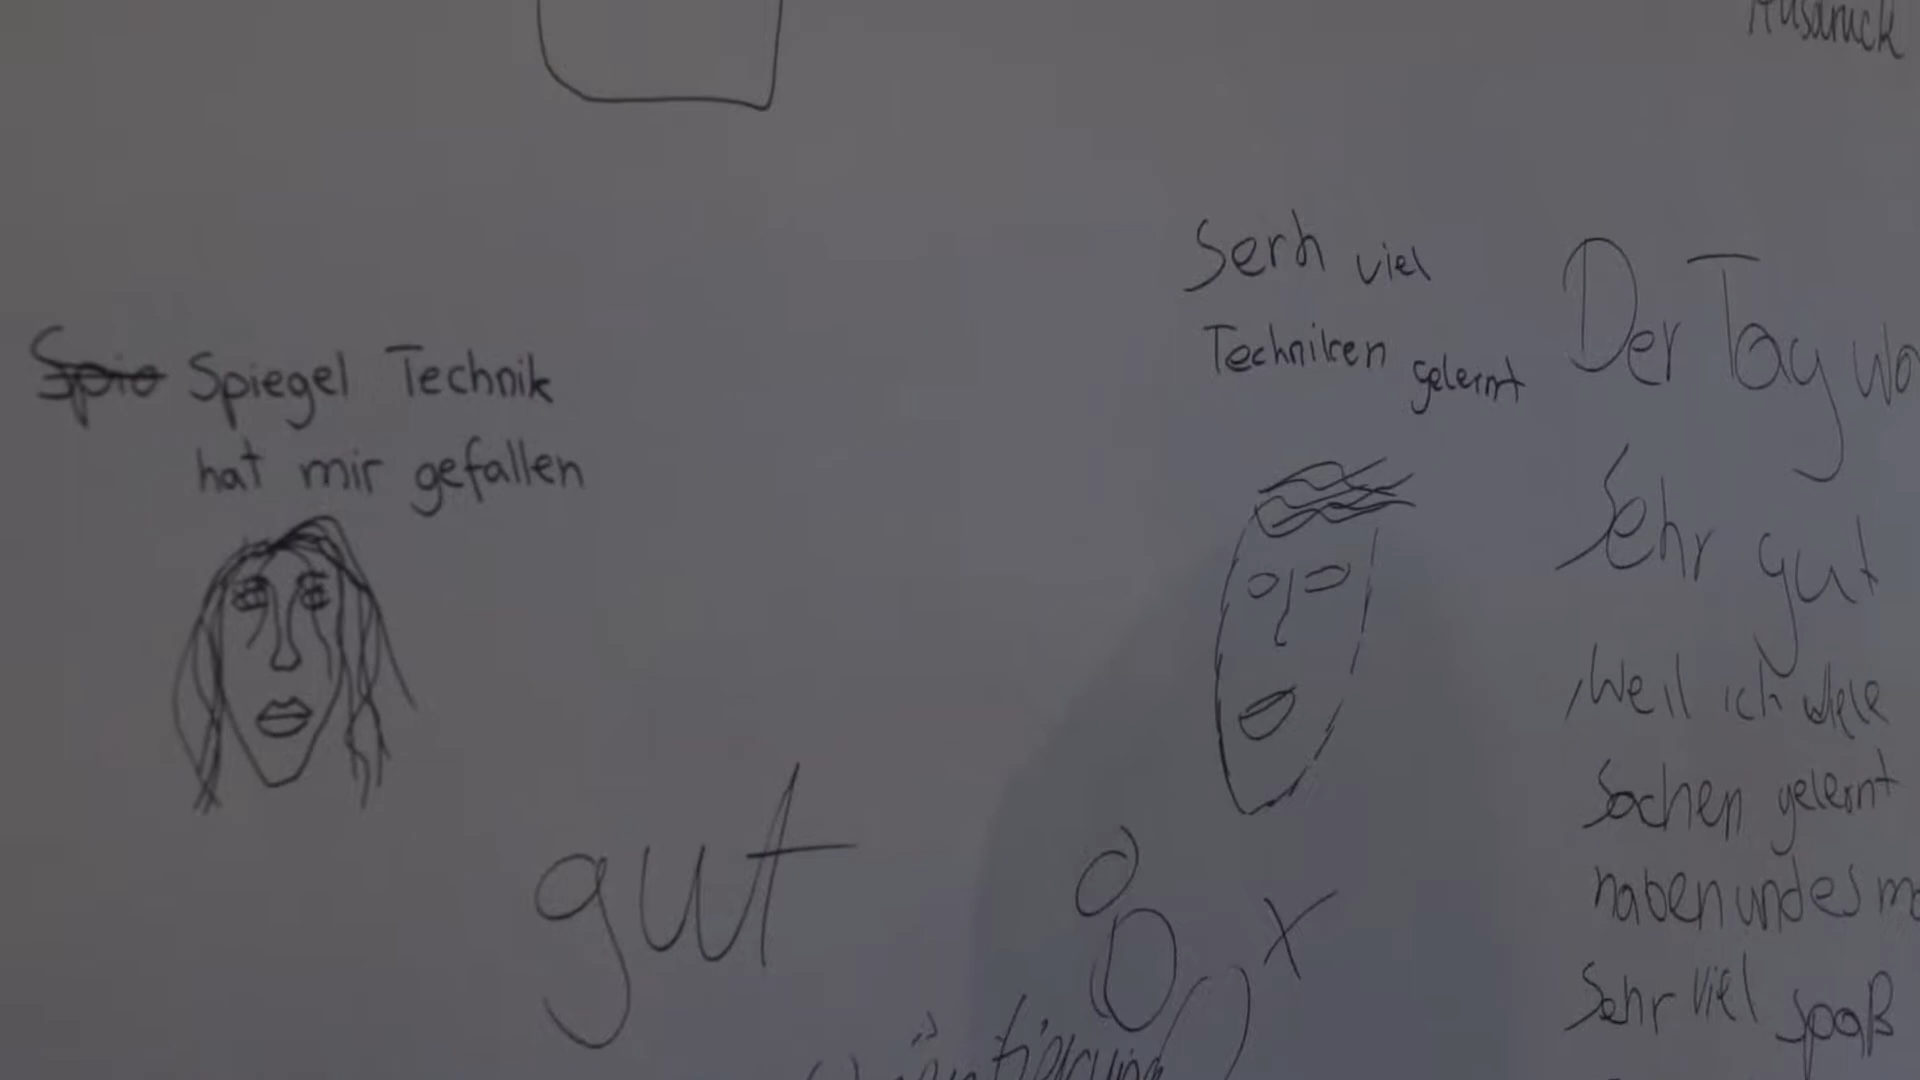 Ausdruck
Spio Spiegel Technik
hat mir gefallen
Serh viel
Techniken gelernt
Der Tag wo
Sehr gut
Weil ich viele
Sachen gelernt
haben und es ma
Sehr viel Spaß
gut